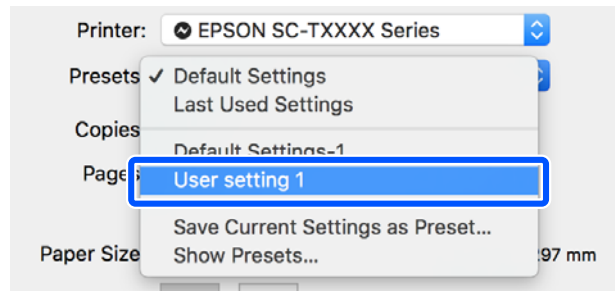 Printer: EPSON SC-TXXXX Series
Presets ✓ Default Settings
Last Used Settings
Copies
Default Settings-1
Pages
User setting 1
Save Current Settings as Preset...
Paper Size
Show Presets...
97 mm